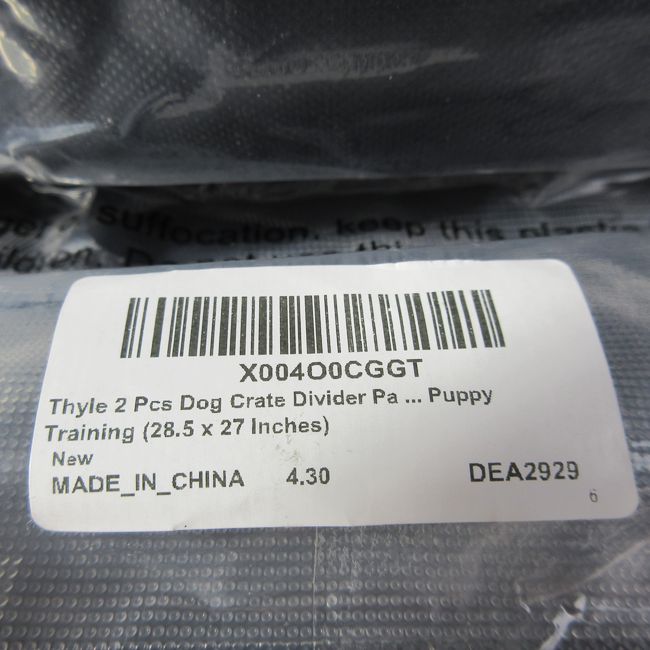 suffocation. keep this plastic
X004O0CGGT
Thyle 2 Pcs Dog Crate Divider Pa ... Puppy
Training (28.5 x 27 Inches)
New
MADE_IN_CHINA 4.30 DEA2929
6